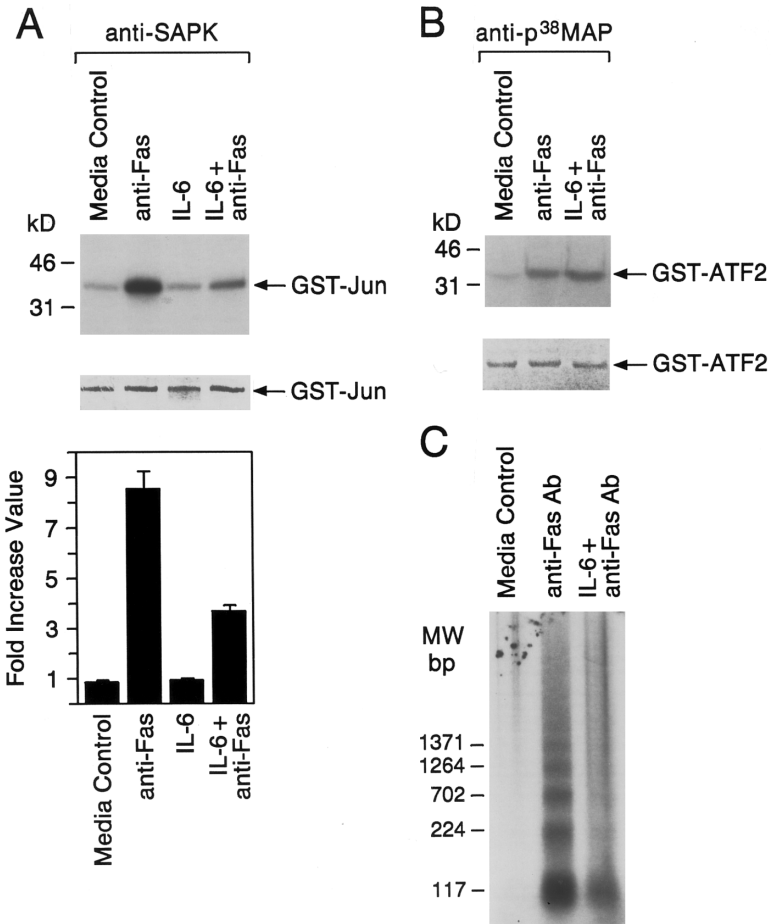 A
anti-SAPK
Media Control
anti-Fas
IL-6
IL-6 +
anti-Fas
kD
46
31
GST-Jun
GST-Jun
Fold Increase Value
9
7
5
3
1
Media Control
anti-Fas
IL-6
IL-6 +
anti-Fas
B
anti-p³⁸MAP
Media Control
anti-Fas
IL-6 +
anti-Fas
kD
46
31
GST-ATF2
GST-ATF2
C
Media Control
anti-Fas Ab
IL-6 +
anti-Fas Ab
MW
bp
1371
1264
702
224
117